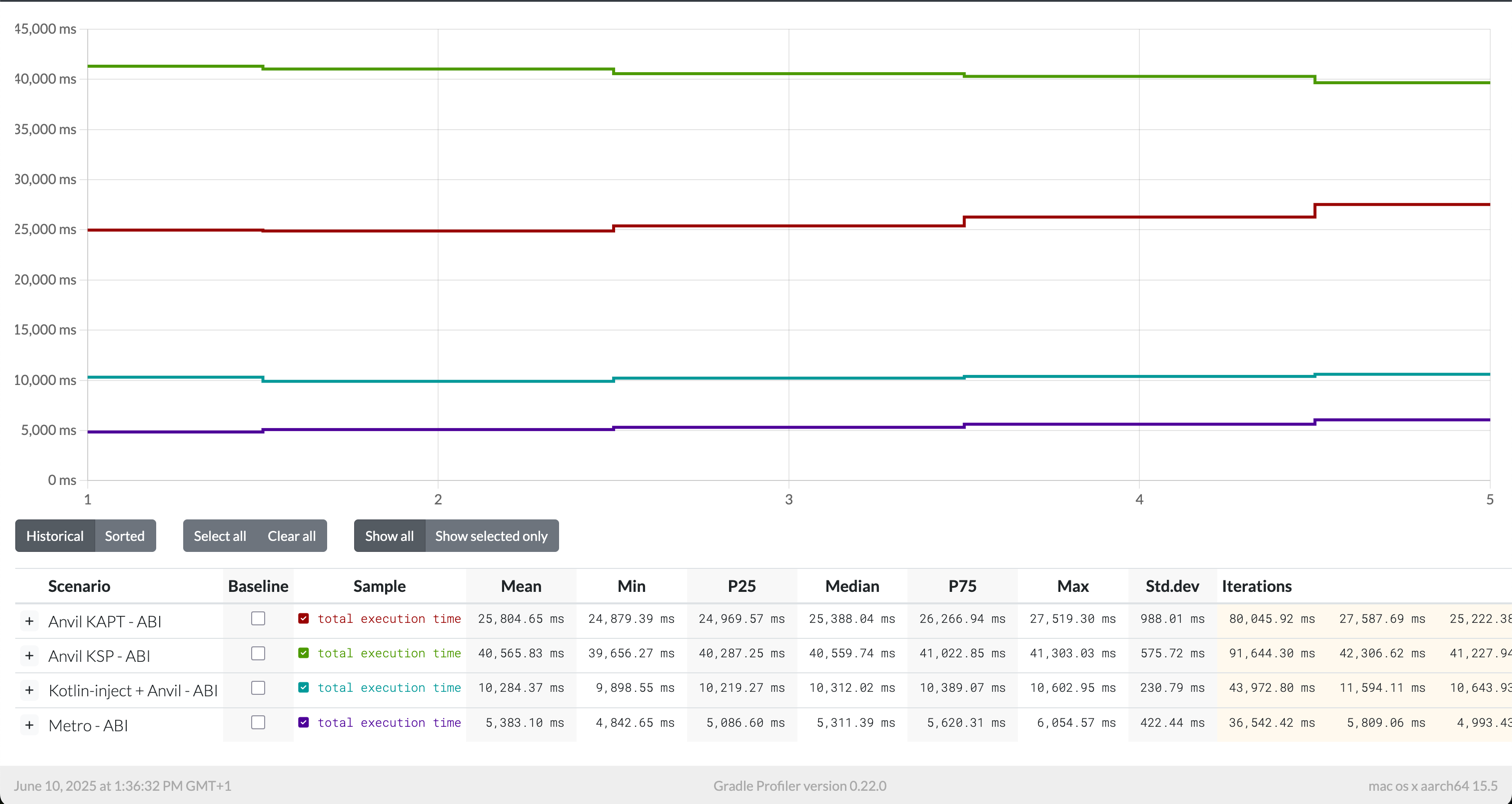 45,000 ms
40,000 ms
35,000 ms
30,000 ms
25,000 ms
20,000 ms
15,000 ms
10,000 ms
5,000 ms
0 ms
1 2 3 4 5
Historical Sorted Select all Clear all Show all Show selected only
Scenario Baseline Sample Mean Min P25 Median P75 Max Std.dev Iterations
+ Anvil KAPT - ABI total execution time 25,804.65 ms 24,879.39 ms 24,969.57 ms 25,388.04 ms 26,266.94 ms 27,519.30 ms 988.01 ms 80,045.92 ms 27,587.69 ms 25,222.38
+ Anvil KSP - ABI total execution time 40,565.83 ms 39,656.27 ms 40,287.25 ms 40,559.74 ms 41,022.85 ms 41,303.03 ms 575.72 ms 91,644.30 ms 42,306.62 ms 41,227.94
+ Kotlin-inject + Anvil - ABI total execution time 10,284.37 ms 9,898.55 ms 10,219.27 ms 10,312.02 ms 10,389.07 ms 10,602.95 ms 230.79 ms 43,972.80 ms 11,594.11 ms 10,643.93
+ Metro - ABI total execution time 5,383.10 ms 4,842.65 ms 5,086.60 ms 5,311.39 ms 5,620.31 ms 6,054.57 ms 422.44 ms 36,542.42 ms 5,809.06 ms 4,993.43
June 10, 2025 at 1:36:32 PM GMT+1 Gradle Profiler version 0.22.0 mac os x aarch64 15.5